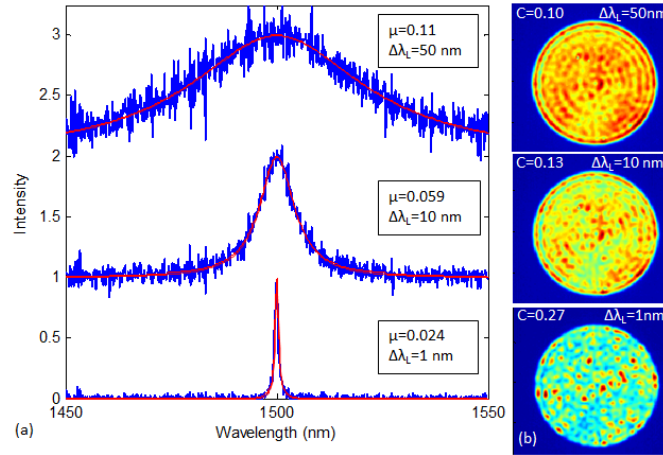 3
2.5
2
1.5
1
0.5
0
Intensity
μ=0.11
ΔλL=50 nm
μ=0.059
ΔλL=10 nm
μ=0.024
ΔλL=1 nm
1450
1500
1550
Wavelength (nm)
(a)
C=0.10 ΔλL=50nm
C=0.13 ΔλL=10 nm
C=0.27 ΔλL=1nm
(b)